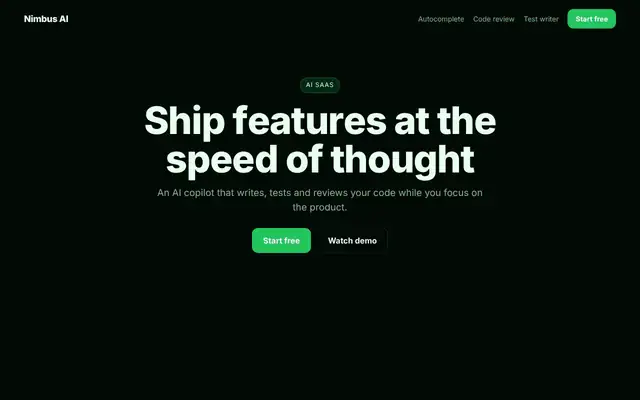 Nimbus AI
Autocomplete Code review Test writer Start free
AI SAAS
Ship features at the
speed of thought
An AI copilot that writes, tests and reviews your code while you focus on
the product.
Start free Watch demo